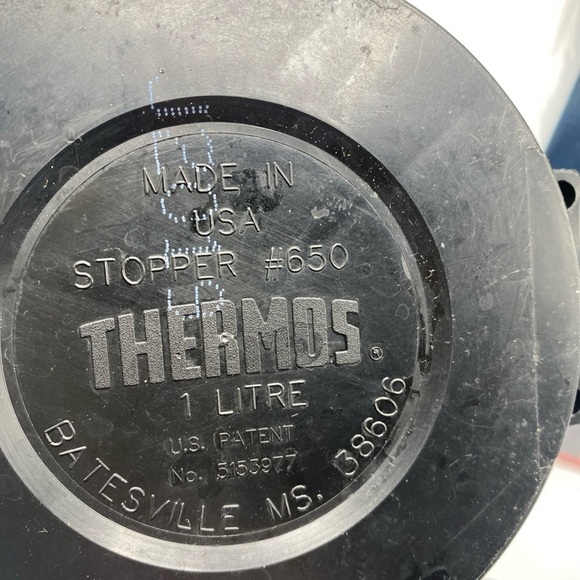 MADE IN
USA
STOPPER #650
THERMOS®
1 LITRE
U.S. PATENT
No. 5153977
BATESVILLE MS. 38606